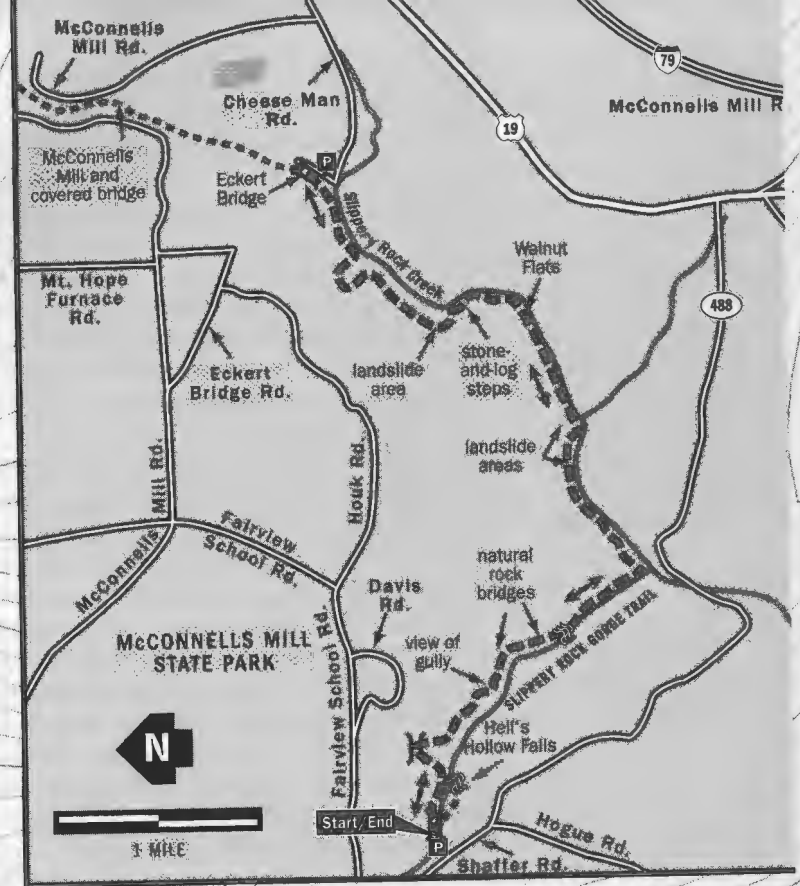 McConnells
Mill Rd.
79
McConnells Mill R
Cheese Man
Rd.
19
P
McConnells
Mill and
covered bridge
Eckert
Bridge
Slippery Rock Creek
Walnut
Flats
Mt. Hope
Furnace
Rd.
488
landslide
area
stone-
and-log
steps
Eckert
Bridge Rd.
landslide
areas
Mill Rd.
Houk Rd.
Fairview
School Rd.
McConnells
natural
rock
bridges
Davis
Rd.
McCONNELLS MILL
STATE PARK
Fairview School Rd.
view of
gully
SLIPPERY ROCK GORGE TRAIL
Hell's
Hollow Falls
N
Start/End
P
1 MILE
Hogue Rd.
Shaffer Rd.